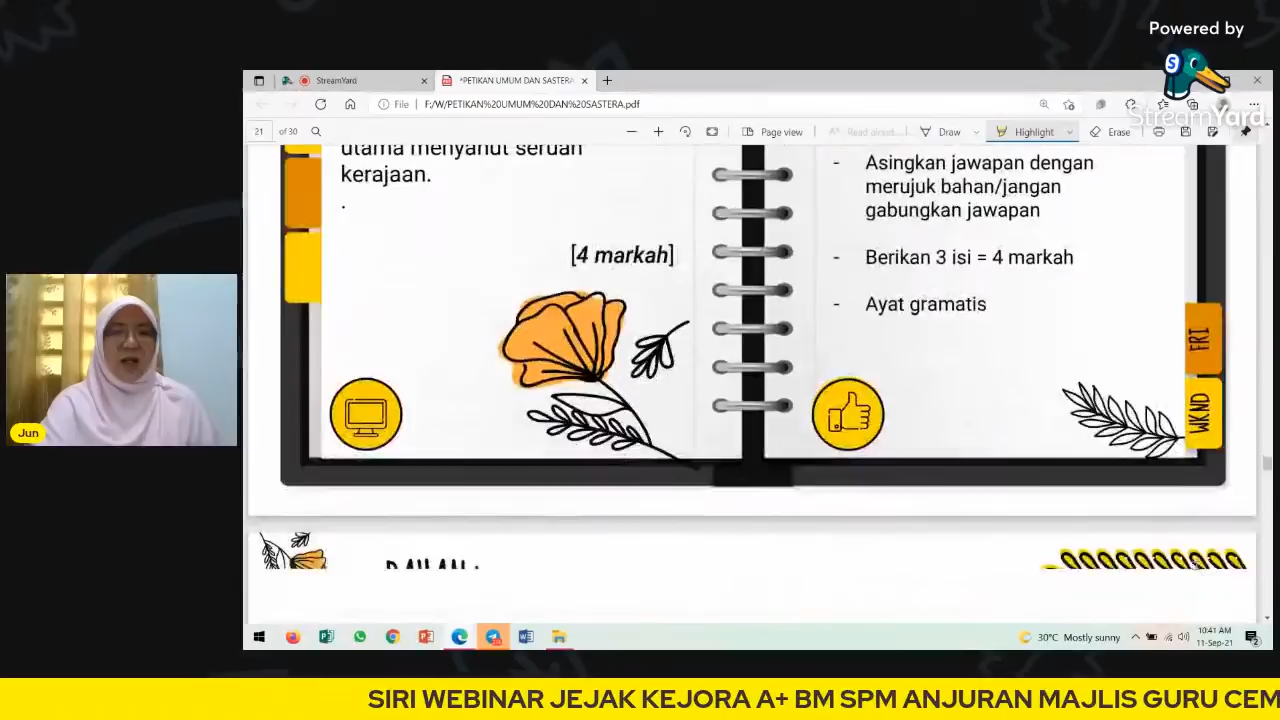 Powered by
S
StreamYard
StreamYard
*PETIKAN UMUM DAN SASTERA
File
F:/W/PETIKAN%20UMUM%20DAN%20SASTERA.pdf
21 of 30
Page view
Read aloud
Draw
Highlight
Erase
utama menyahut seruan
kerajaan.
.
[4 markah]
- Asingkan jawapan dengan
merujuk bahan/jangan
gabungkan jawapan
- Berikan 3 isi = 4 markah
- Ayat gramatis
FRI
WKND
Jun
30°C Mostly sunny
10:41 AM
11-Sep-21
SIRI WEBINAR JEJAK KEJORA A+ BM SPM ANJURAN MAJLIS GURU CEM